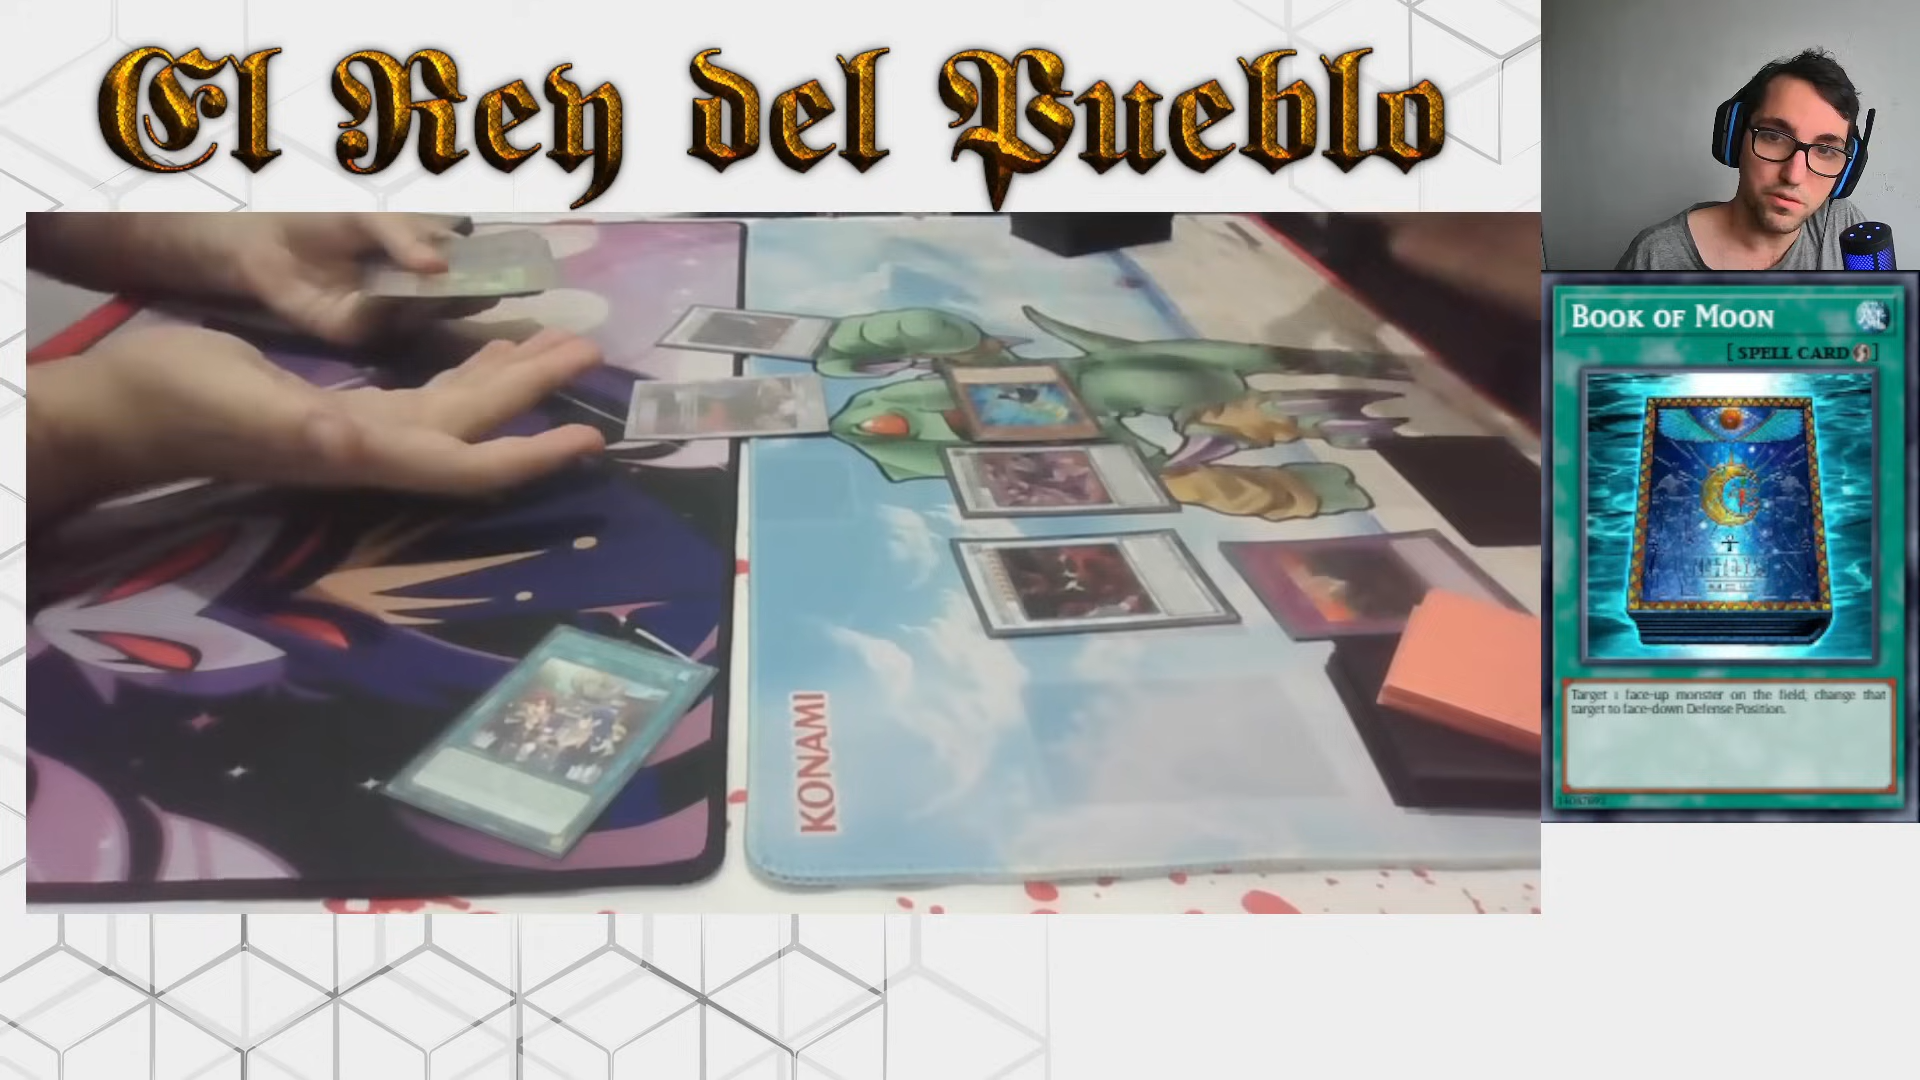 El Rey del Pueblo
BOOK OF MOON
[ SPELL CARD ]
Target 1 face-up monster on the field; change that
target to face-down Defense Position.
KONAMI